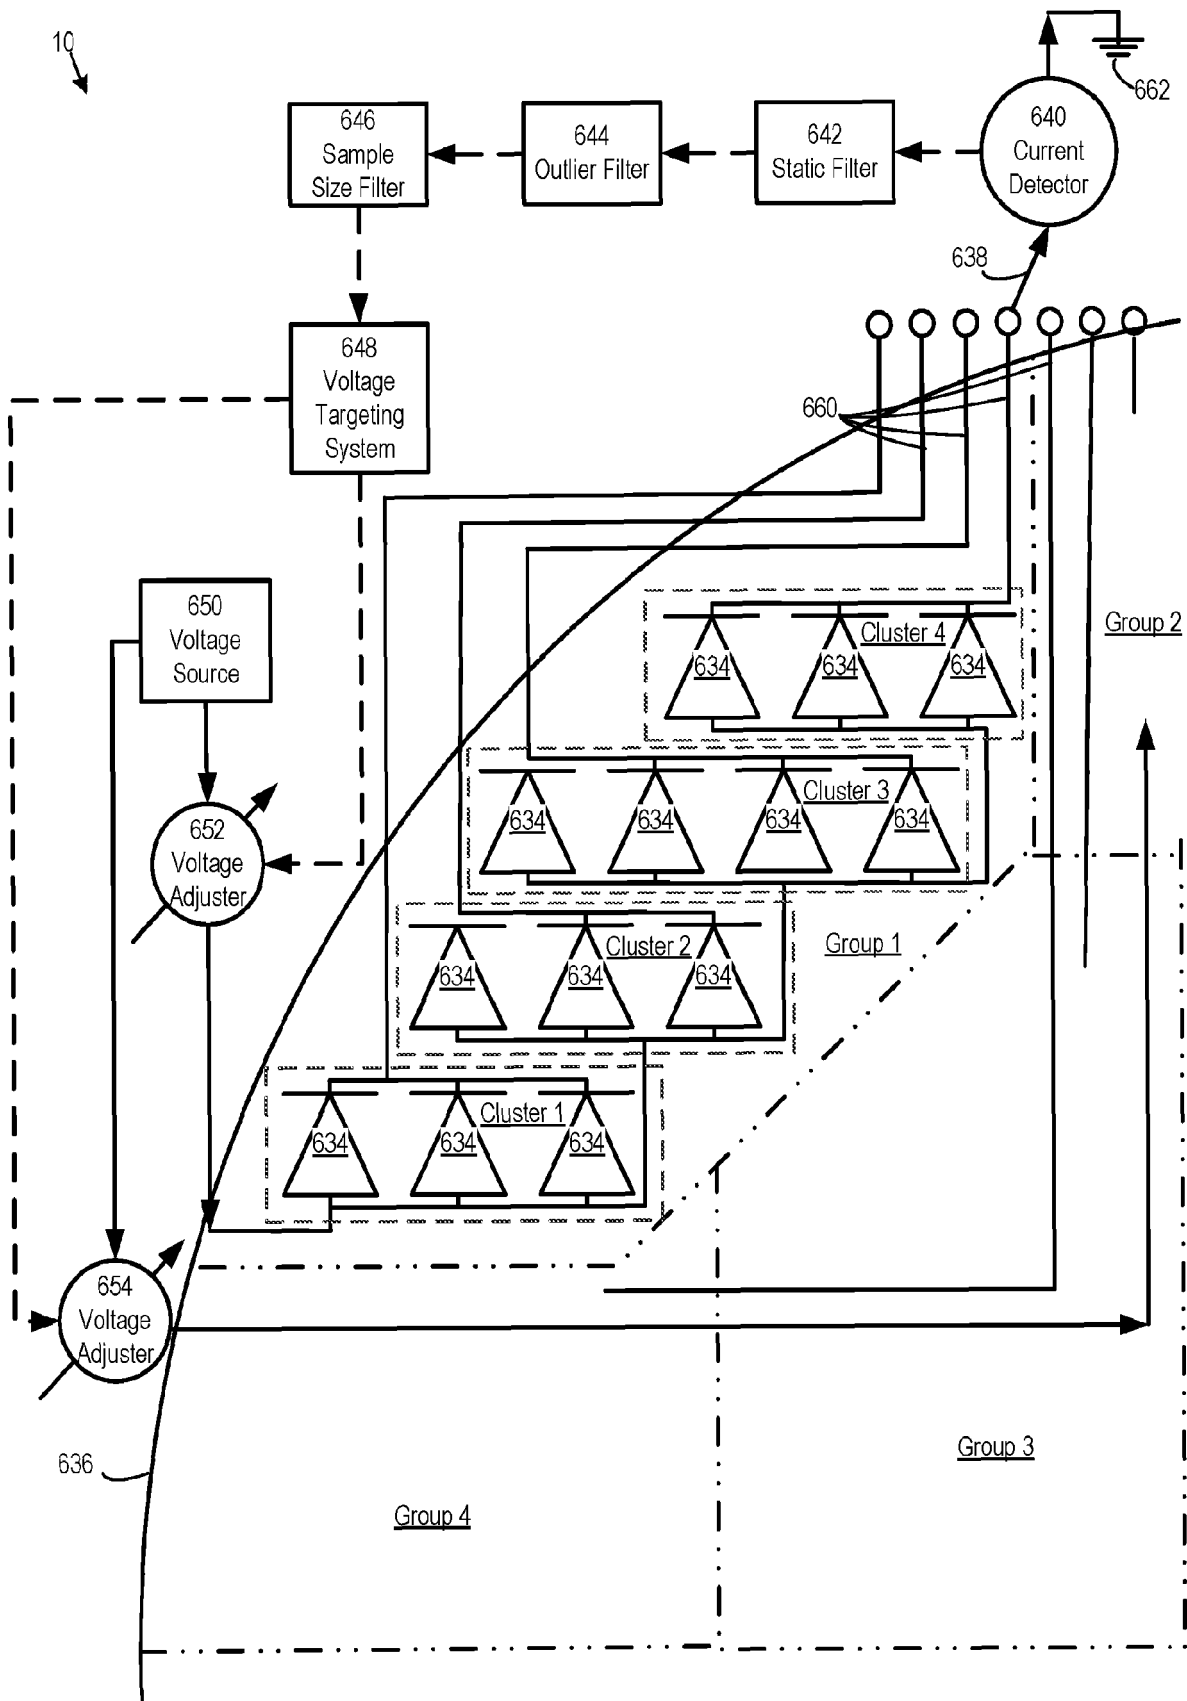 10
662
646
Sample
Size Filter
644
Outlier Filter
642
Static Filter
640
Current
Detector
638
648
Voltage
Targeting
System
660
650
Voltage
Source
Group 2
Cluster 4
634
634
634
652
Voltage
Adjuster
Cluster 3
634
634
634
634
Group 1
Cluster 2
634
634
634
Cluster 1
634
634
634
654
Voltage
Adjuster
636
Group 3
Group 4